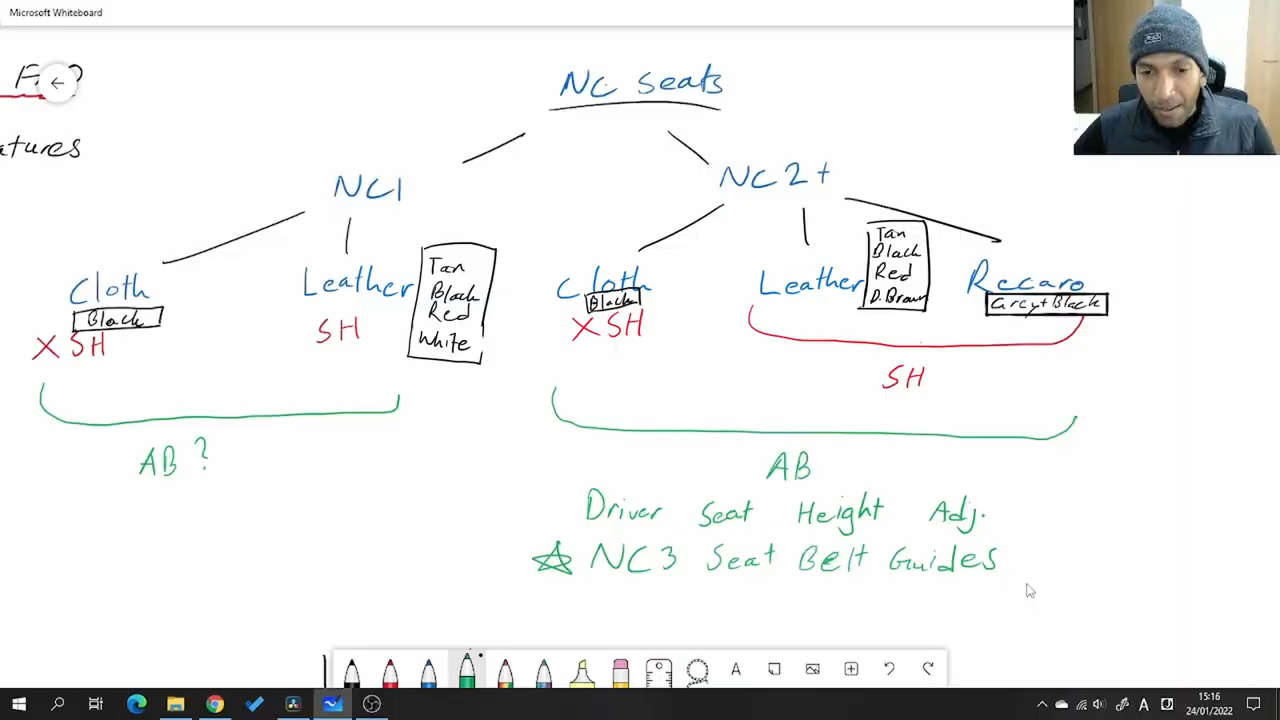 Microsoft Whiteboard
atures
NC seats
NC1
NC2+
Cloth
Black
X SH
Leather
SH
Tan
Black
Red
White
Cloth
Black
X SH
Leather
Tan
Black
Red
D.Brown
Recaro
Grey+Black
SH
AB?
AB
Driver Seat Height Adj.
☆ NC3 Seat Belt Guides
A
A
15:16
24/01/2022